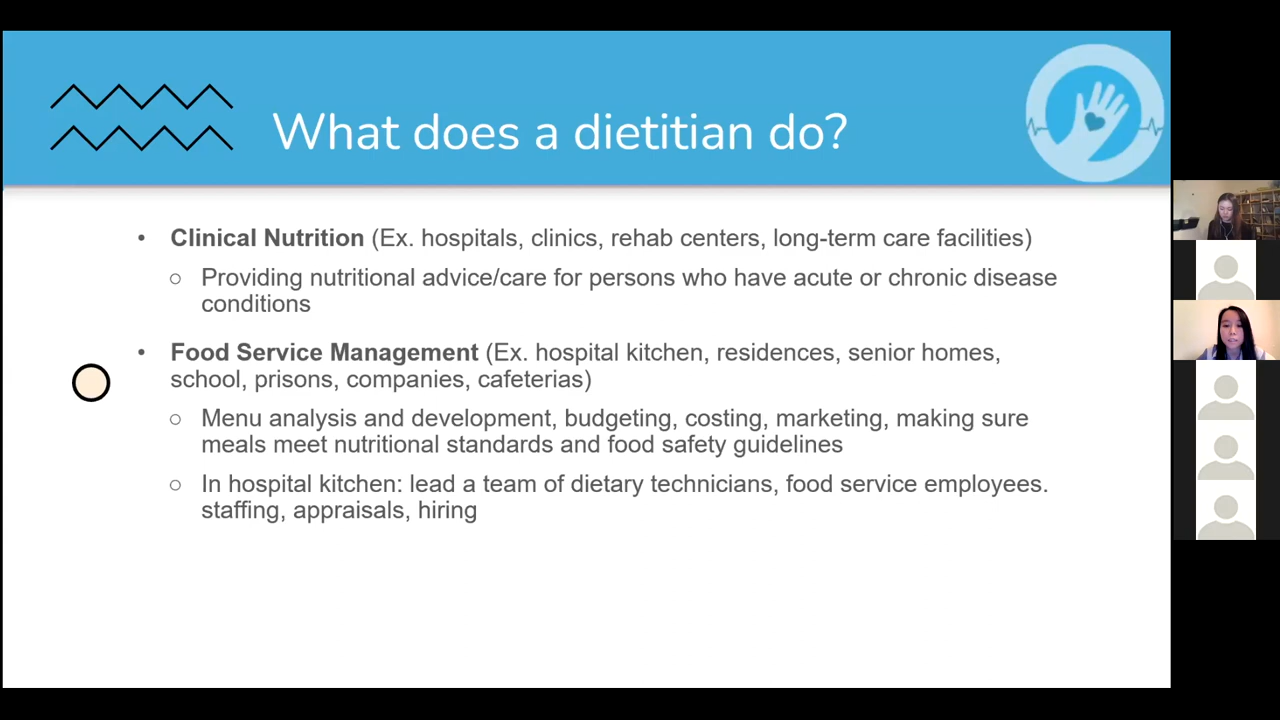 What does a dietitian do?
• Clinical Nutrition (Ex. hospitals, clinics, rehab centers, long-term care facilities)
○ Providing nutritional advice/care for persons who have acute or chronic disease
conditions
• Food Service Management (Ex. hospital kitchen, residences, senior homes,
school, prisons, companies, cafeterias)
○ Menu analysis and development, budgeting, costing, marketing, making sure
meals meet nutritional standards and food safety guidelines
○ In hospital kitchen: lead a team of dietary technicians, food service employees.
staffing, appraisals, hiring